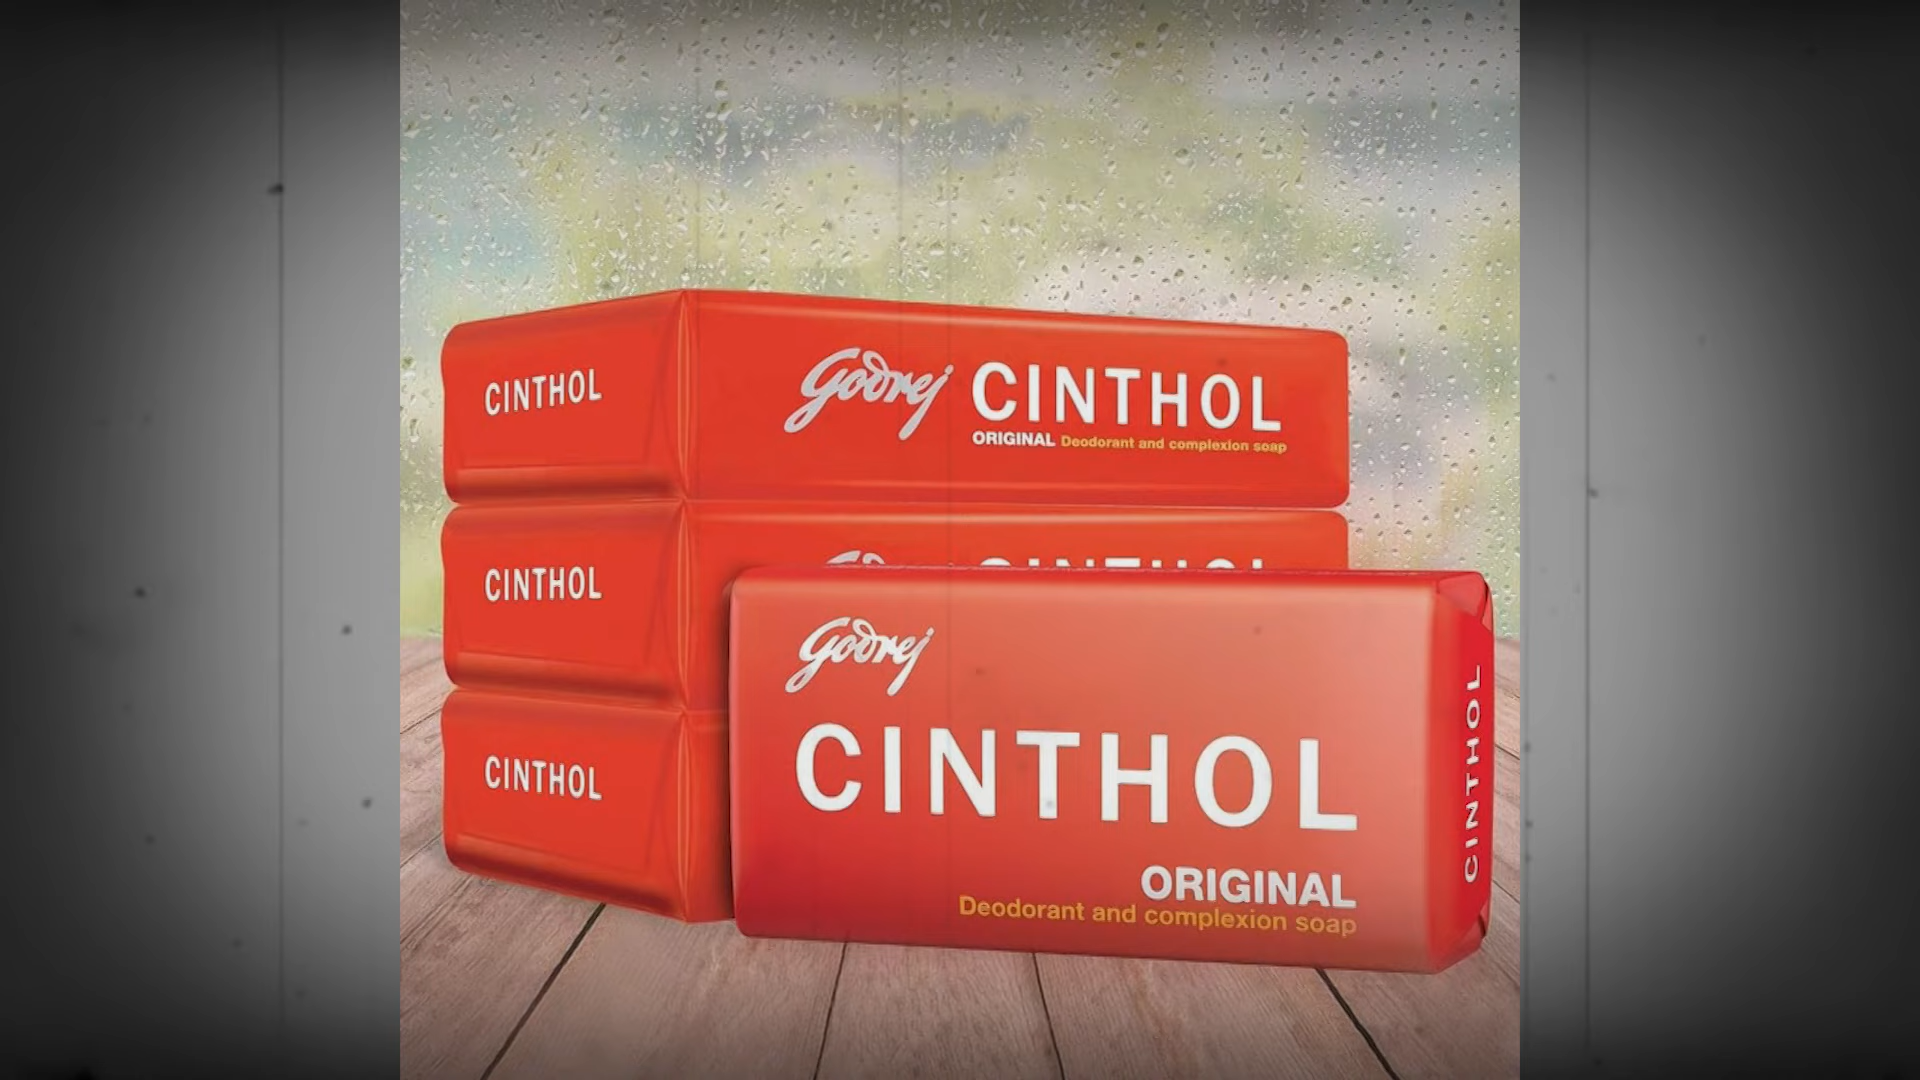 CINTHOL
Godrej CINTHOL
ORIGINAL Deodorant and complexion soap
CINTHOL
CINTHOL
Godrej
CINTHOL
ORIGINAL
Deodorant and complexion soap
CINTHOL